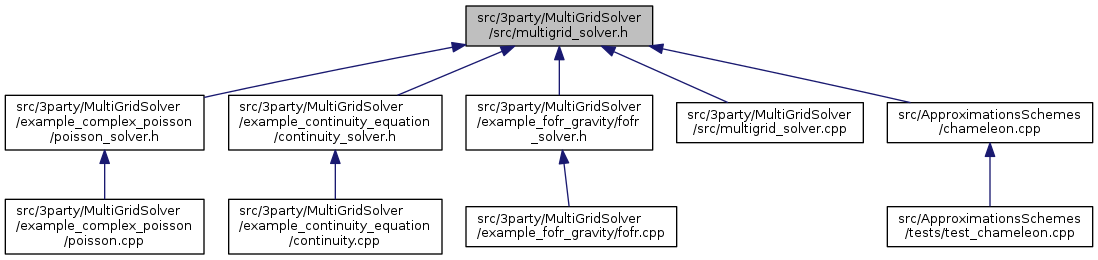 src/3party/MultiGridSolver
/src/multigrid_solver.h
src/3party/MultiGridSolver
/example_complex_poisson
/poisson_solver.h
src/3party/MultiGridSolver
/example_continuity_equation
/continuity_solver.h
src/3party/MultiGridSolver
/example_fofr_gravity/fofr
_solver.h
src/3party/MultiGridSolver
/src/multigrid_solver.cpp
src/ApproximationsSchemes
/chameleon.cpp
src/3party/MultiGridSolver
/example_complex_poisson
/poisson.cpp
src/3party/MultiGridSolver
/example_continuity_equation
/continuity.cpp
src/3party/MultiGridSolver
/example_fofr_gravity/fofr.cpp
src/ApproximationsSchemes
/tests/test_chameleon.cpp